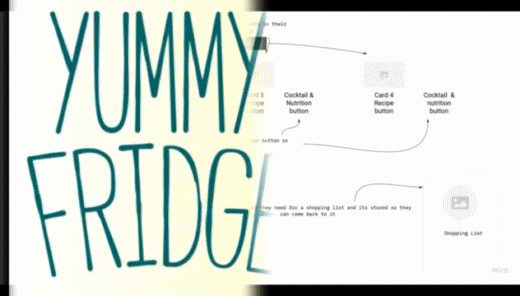 YUMMY
FRIDG
in their
Card 3
Recipe
button
Cocktail &
Nutrition
button
Card 4
Recipe
button
Cocktail &
nutrition
button
button so
they need for a shopping list and its stored so they
can come back to it
Shopping List
miro